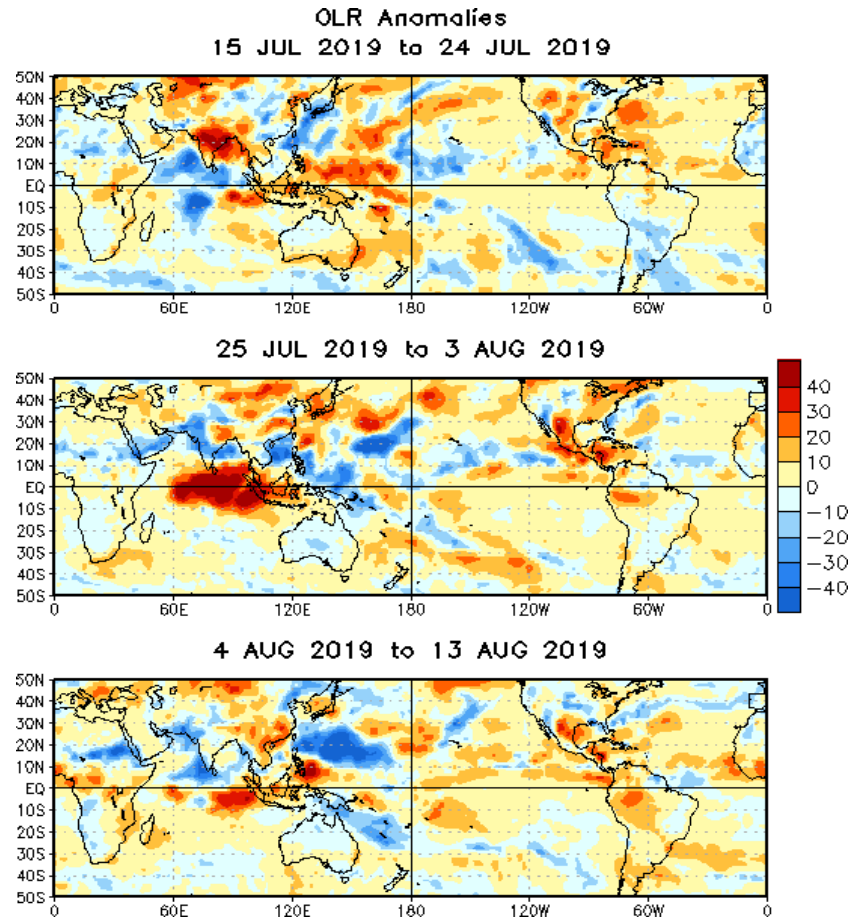 OLR Anomalies
15 JUL 2019 to 24 JUL 2019
50N
40N
30N
20N
10N
EQ
10S
20S
30S
40S
50S
0 60E 120E 180 120W 60W 0
25 JUL 2019 to 3 AUG 2019
50N
40N
30N
20N
10N
EQ
10S
20S
30S
40S
50S
0 60E 120E 180 120W 60W 0
40
30
20
10
0
-10
-20
-30
-40
4 AUG 2019 to 13 AUG 2019
50N
40N
30N
20N
10N
EQ
10S
20S
30S
40S
50S
0 60E 120E 180 120W 60W 0